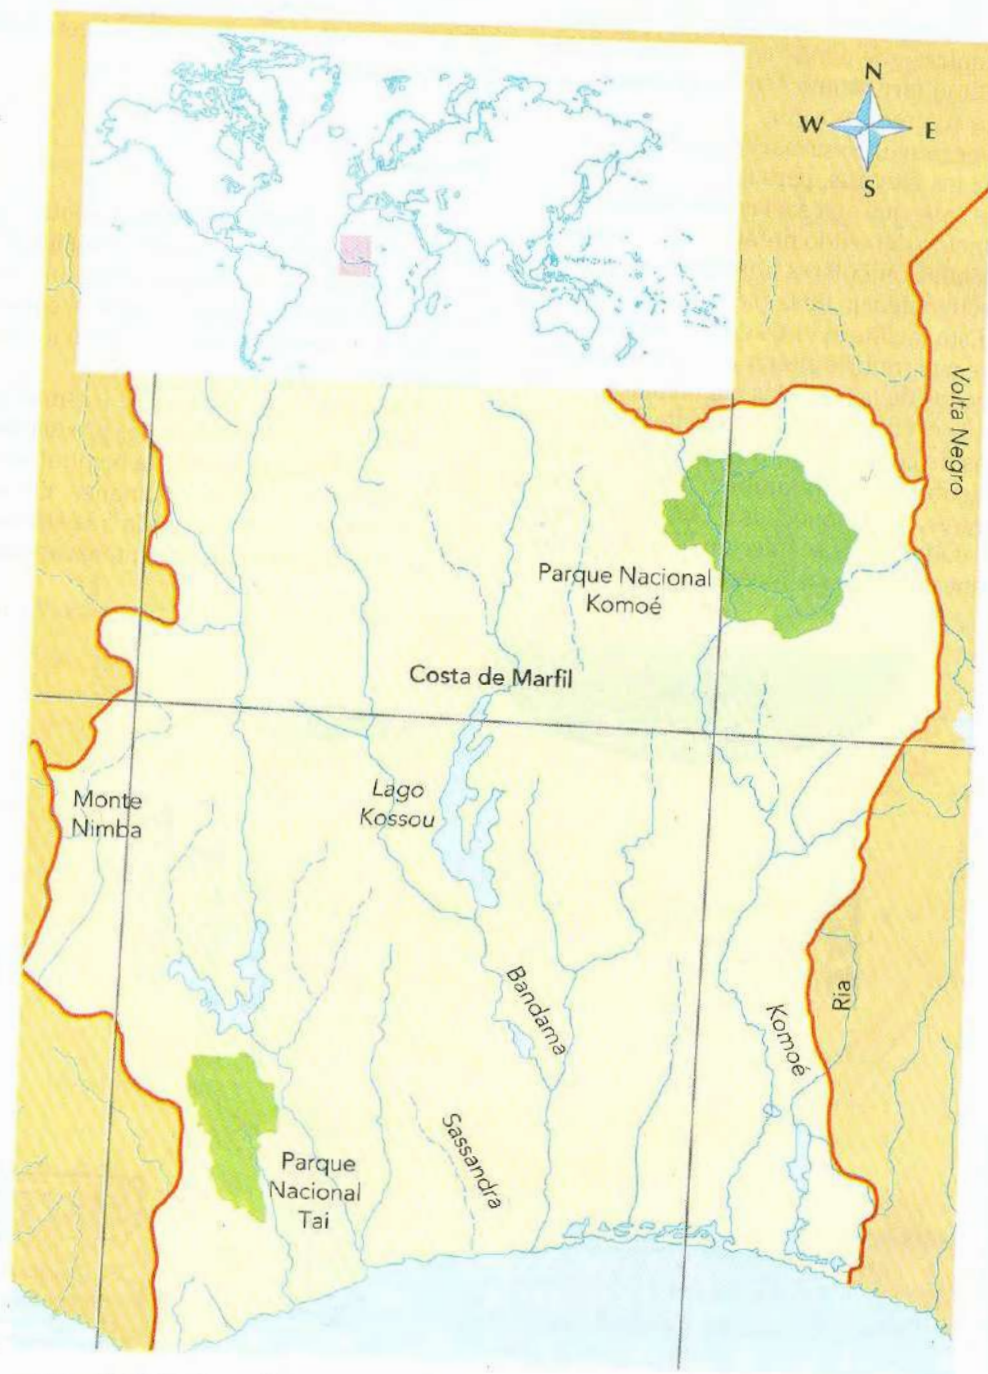 N
W
E
S
Volta Negro
Parque Nacional
Komoé
Costa de Marfil
Monte
Nimba
Lago
Kossou
Bandama
Komoé
Ria
Sassandra
Parque
Nacional
Tai